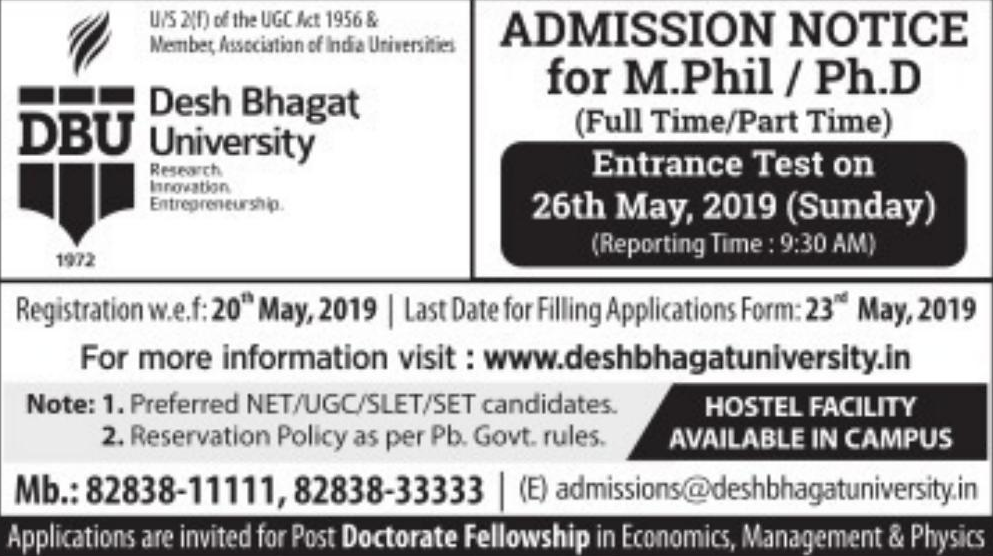 U/S 2(f) of the UGC Act 1956 &
Member, Association of India Universities
DBU
Desh Bhagat
University
Research.
Innovation.
Entrepreneurship.
1972
ADMISSION NOTICE
for M.Phil / Ph.D
(Full Time/Part Time)
Entrance Test on
26th May, 2019 (Sunday)
(Reporting Time : 9:30 AM)
Registration w.e.f: 20th May, 2019 | Last Date for Filling Applications Form: 23rd May, 2019
For more information visit : www.deshbhagatuniversity.in
Note: 1. Preferred NET/UGC/SLET/SET candidates.
2. Reservation Policy as per Pb. Govt. rules.
HOSTEL FACILITY
AVAILABLE IN CAMPUS
Mb.: 82838-11111, 82838-33333 | (E) admissions@deshbhagatuniversity.in
Applications are invited for Post Doctorate Fellowship in Economics, Management & Physics